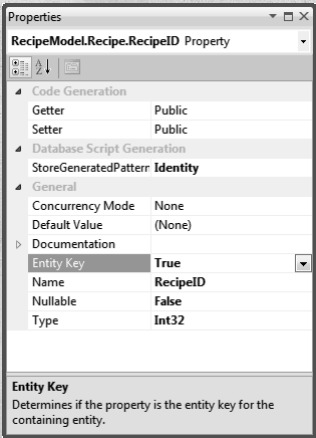 Properties
RecipeModel.Recipe.RecipeID Property
Code Generation
Getter Public
Setter Public
Database Script Generation
StoreGeneratedPattern Identity
General
Concurrency Mode None
Default Value (None)
Documentation
Entity Key True
Name RecipeID
Nullable False
Type Int32
Entity Key
Determines if the property is the entity key for the
containing entity.